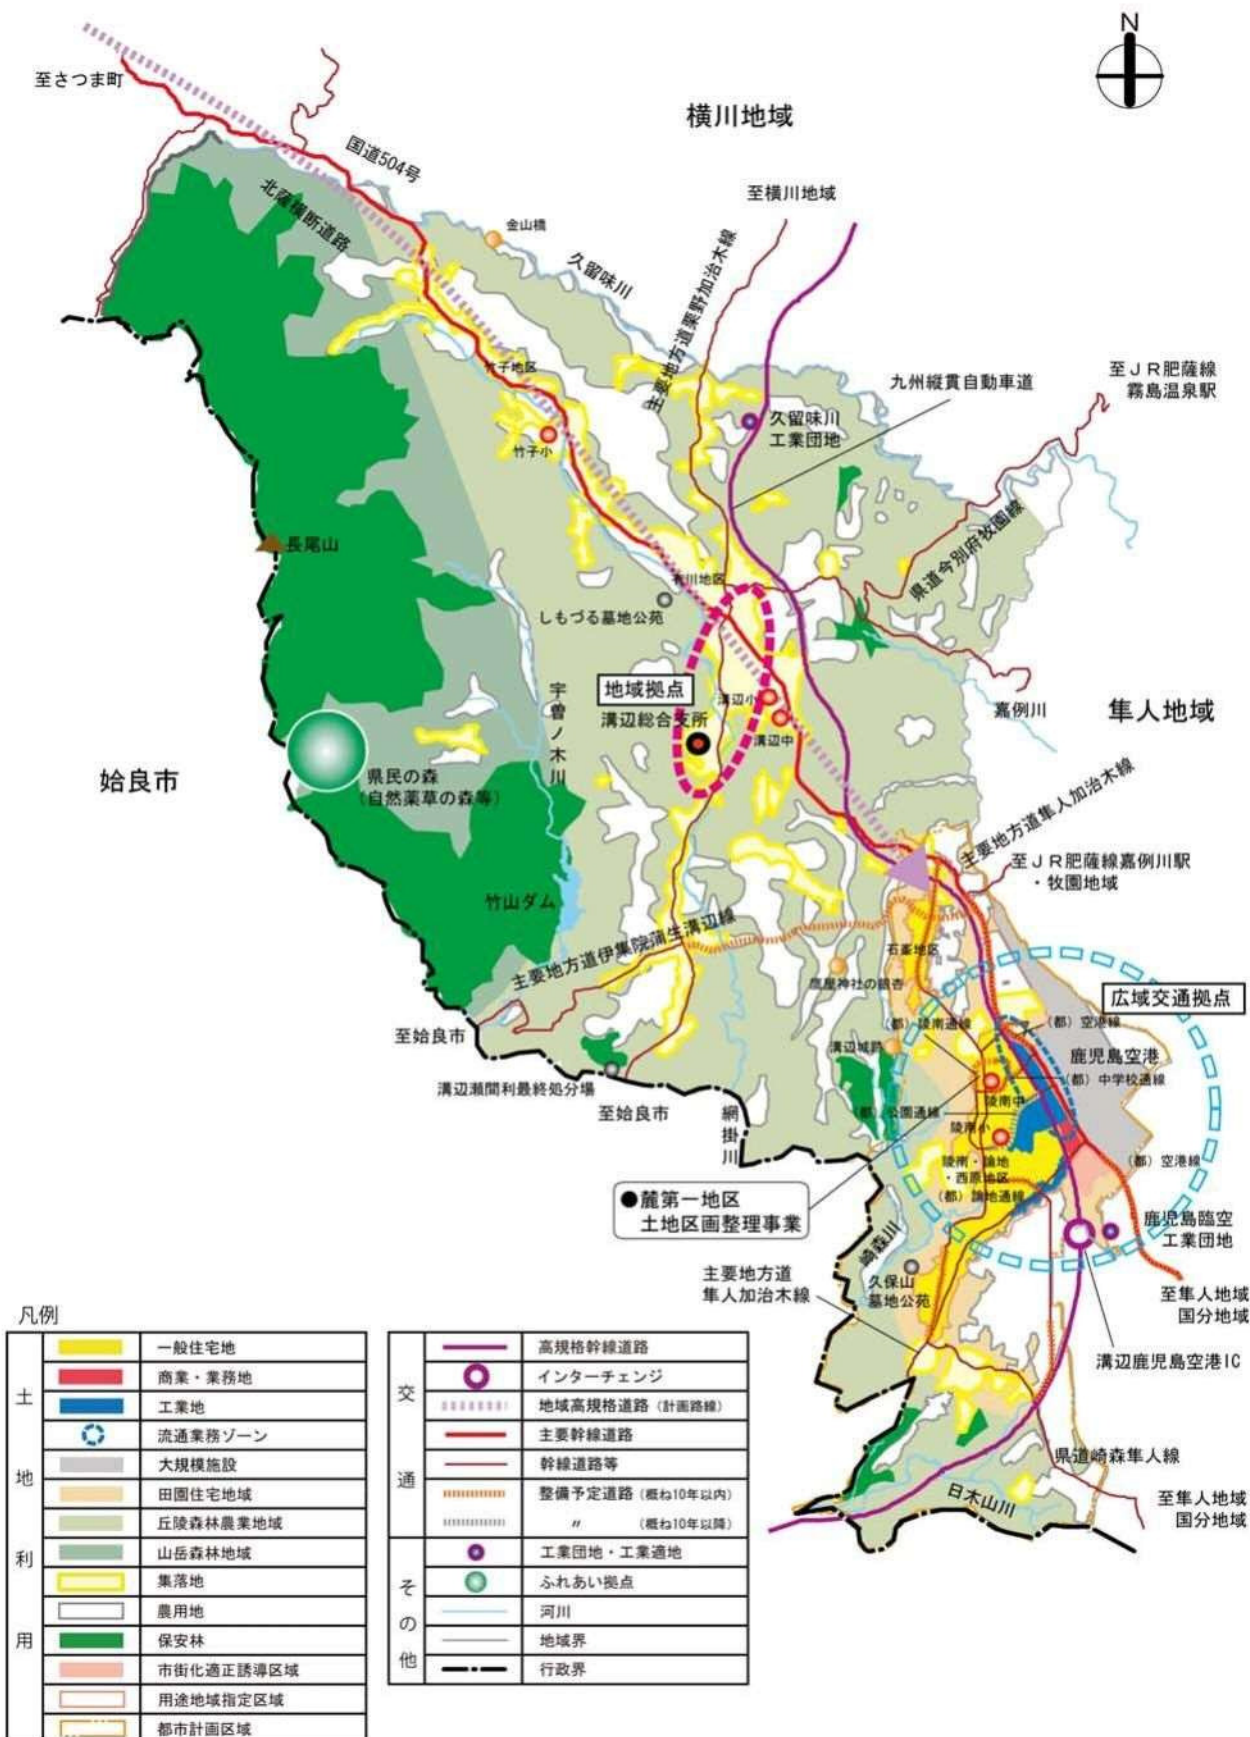 N
至さつま町
横川地域
国道504号
北薩横断道路
至横川地域
金山橋
久留味川
主要地方道栗野加治木線
九州縦貫自動車道
至JR肥薩線
霧島温泉駅
竹子地区
久留味川
工業団地
竹子小
県道今別府牧園線
長尾山
有川地区
しもづる墓地公苑
宇曽ノ木川
地域拠点
溝辺小
溝辺総合支所
溝辺中
嘉例川
隼人地域
姶良市
県民の森
(自然薬草の森等)
主要地方道隼人加治木線
至JR肥薩線嘉例川駅
・牧園地域
竹山ダム
主要地方道伊集院蒲生溝辺線
石峯地区
鷹屋神社の銀杏
広域交通拠点
至姶良市
(都)陵南通線
(都)空港線
溝辺城跡
鹿児島空港
溝辺瀬間利最終処分場
(都)中学校通線
陵南中
至姶良市
網掛川
(都)公園通線
陵南小
陵南・論地
・西原地区
(都)空港線
(都)論地通線
●麓第一地区
土地区画整理事業
鹿児島臨空
工業団地
崎森川
主要地方道
隼人加治木線
久保山
墓地公苑
至隼人地域
国分地域
溝辺鹿児島空港IC
県道崎森隼人線
日木山川
至隼人地域
国分地域
凡例
土地利用
一般住宅地
商業・業務地
工業地
流通業務ゾーン
大規模施設
田園住宅地域
丘陵森林農業地域
山岳森林地域
集落地
農用地
保安林
市街化適正誘導区域
用途地域指定区域
都市計画区域
交通
高規格幹線道路
インターチェンジ
地域高規格道路(計画路線)
主要幹線道路
幹線道路等
整備予定道路(概ね10年以内)
〃 (概ね10年以降)
その他
工業団地・工業適地
ふれあい拠点
河川
地域界
行政界